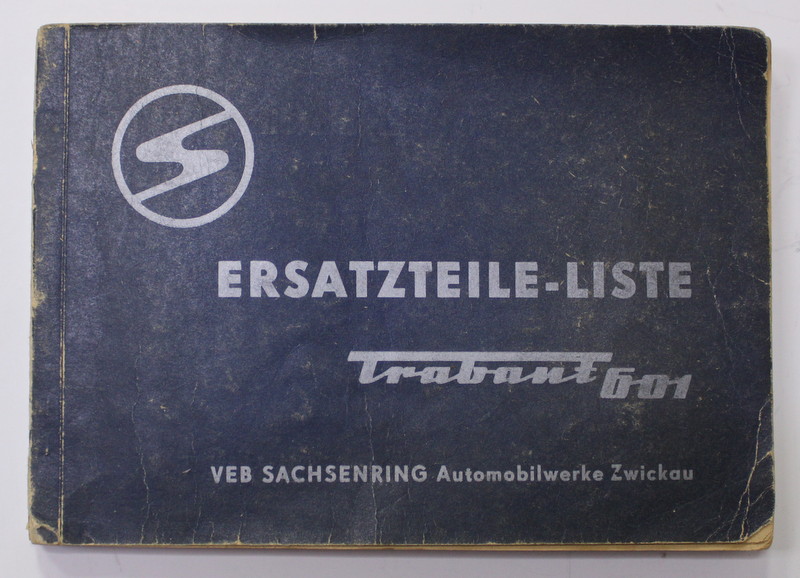 ERSATZTEILE-LISTE
Trabant 601
VEB SACHSENRING Automobilwerke Zwickau